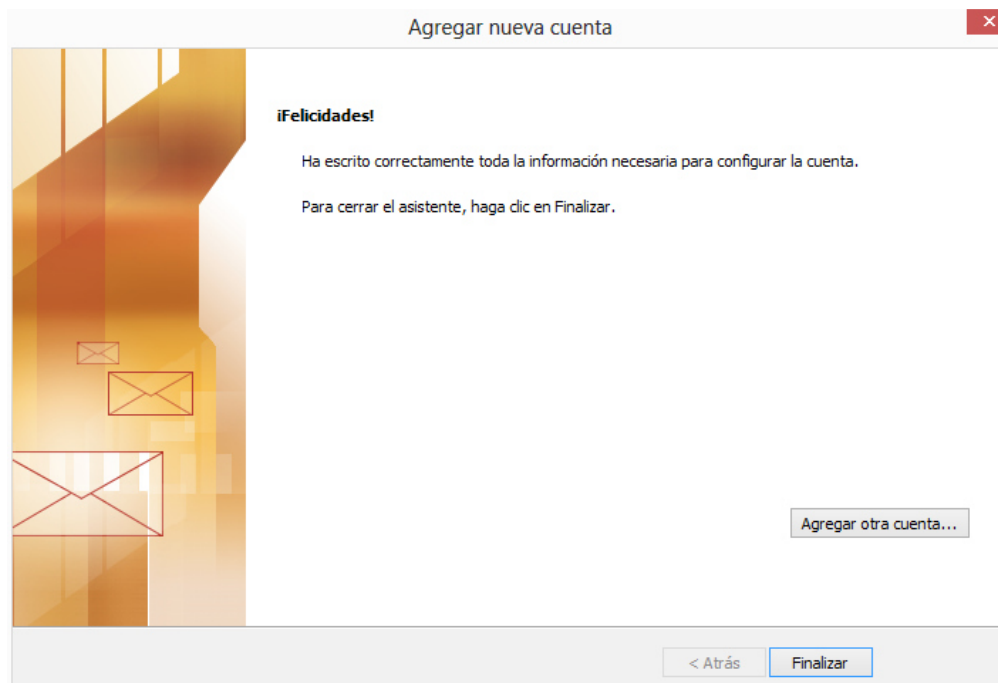 Agregar nueva cuenta
¡Felicidades!
Ha escrito correctamente toda la información necesaria para configurar la cuenta.
Para cerrar el asistente, haga clic en Finalizar.
Agregar otra cuenta...
< Atrás
Finalizar